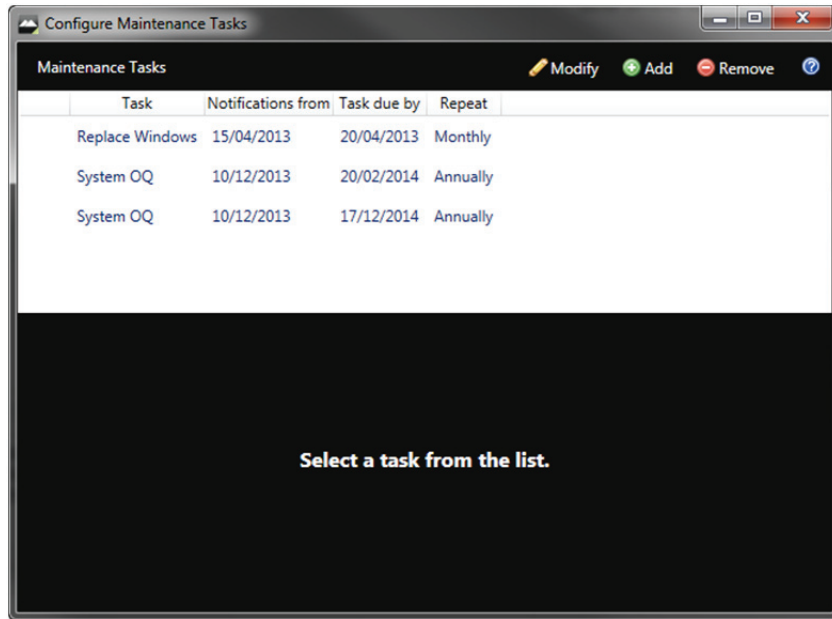 Configure Maintenance Tasks
Maintenance Tasks Modify Add Remove ?
Task Notifications from Task due by Repeat
Replace Windows 15/04/2013 20/04/2013 Monthly
System OQ 10/12/2013 20/02/2014 Annually
System OQ 10/12/2013 17/12/2014 Annually
Select a task from the list.